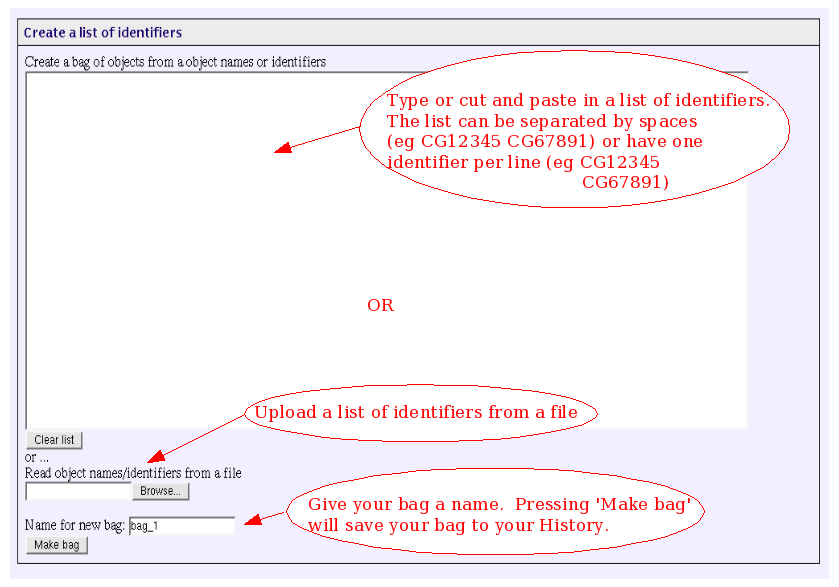 Create a list of identifiers
Create a bag of objects from a object names or identifiers
Type or cut and paste in a list of identifiers.
The list can be separated by spaces
(eg CG12345 CG67891) or have one
identifier per line (eg CG12345
CG67891)
OR
Upload a list of identifiers from a file
Clear list
or ...
Read object names/identifiers from a file
Browse...
Give your bag a name.  Pressing 'Make bag'
will save your bag to your History.
Name for new bag: bag_1
Make bag